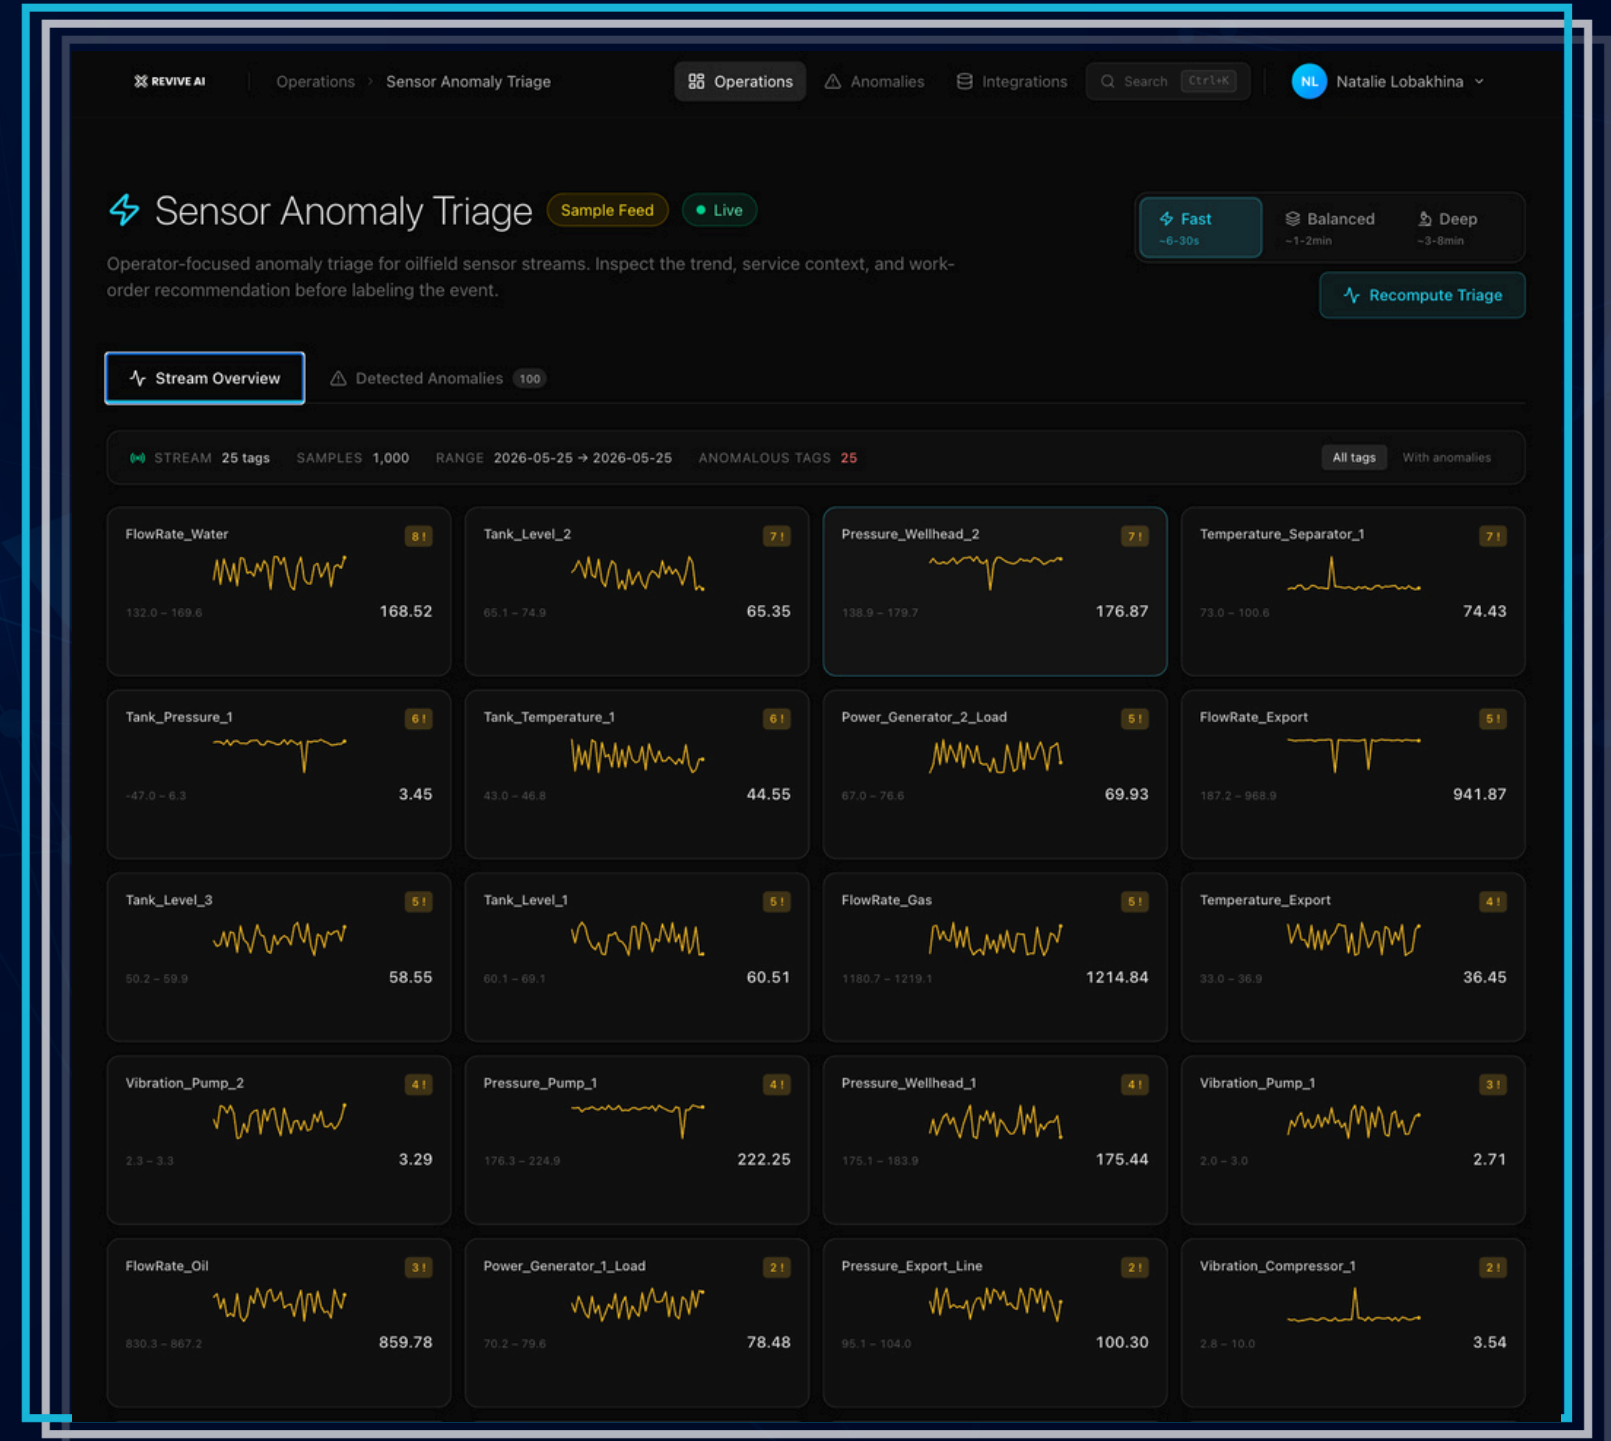 REVIVE AI
Operations > Sensor Anomaly Triage
Operations
Anomalies
Integrations
Search Ctrl+K
NL Natalie Lobakhina
Sensor Anomaly Triage Sample Feed Live
Operator-focused anomaly triage for oilfield sensor streams. Inspect the trend, service context, and work-
order recommendation before labeling the event.
Fast
~6-30s
Balanced
~1-2min
Deep
~3-8min
Recompute Triage
Stream Overview
Detected Anomalies 100
STREAM 25 tags SAMPLES 1,000 RANGE 2026-05-25 → 2026-05-25 ANOMALOUS TAGS 25
All tags With anomalies
FlowRate_Water 8 !
132.0 – 169.6 168.52
Tank_Level_2 7 !
65.1 – 74.9 65.35
Pressure_Wellhead_2 7 !
138.9 – 179.7 176.87
Temperature_Separator_1 7 !
73.0 – 100.6 74.43
Tank_Pressure_1 6 !
-47.0 – 6.3 3.45
Tank_Temperature_1 6 !
43.0 – 46.8 44.55
Power_Generator_2_Load 5 !
67.0 – 76.6 69.93
FlowRate_Export 5 !
187.2 – 968.9 941.87
Tank_Level_3 5 !
50.2 – 59.9 58.55
Tank_Level_1 5 !
60.1 – 69.1 60.51
FlowRate_Gas 5 !
1180.7 – 1219.1 1214.84
Temperature_Export 4 !
33.0 – 36.9 36.45
Vibration_Pump_2 4 !
2.3 – 3.3 3.29
Pressure_Pump_1 4 !
176.3 – 224.9 222.25
Pressure_Wellhead_1 4 !
175.1 – 183.9 175.44
Vibration_Pump_1 3 !
2.0 – 3.0 2.71
FlowRate_Oil 3 !
830.3 – 867.2 859.78
Power_Generator_1_Load 2 !
70.2 – 79.6 78.48
Pressure_Export_Line 2 !
95.1 – 104.0 100.30
Vibration_Compressor_1 2 !
2.8 – 10.0 3.54